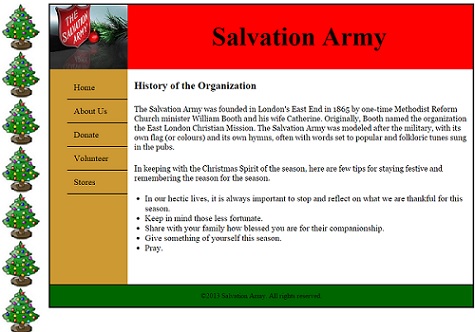 THE
SALVATION
ARMY
Salvation Army
Home
About Us
Donate
Volunteer
Stores
History of the Organization
The Salvation Army was founded in London's East End in 1865 by one-time Methodist Reform
Church minister William Booth and his wife Catherine. Originally, Booth named the organization
the East London Christian Mission. The Salvation Army was modeled after the military, with its
own flag (or colours) and its own hymns, often with words set to popular and folkloric tunes sung
in the pubs.
In keeping with the Christmas Spirit of the season, here are few tips for staying festive and
remembering the reason for the season.
• In our hectic lives, it is always important to stop and reflect on what we are thankful for this
season.
• Keep in mind those less fortunate.
• Share with your family how blessed you are for their companionship.
• Give something of yourself this season.
• Pray.
©2013 Salvation Army. All rights reserved.